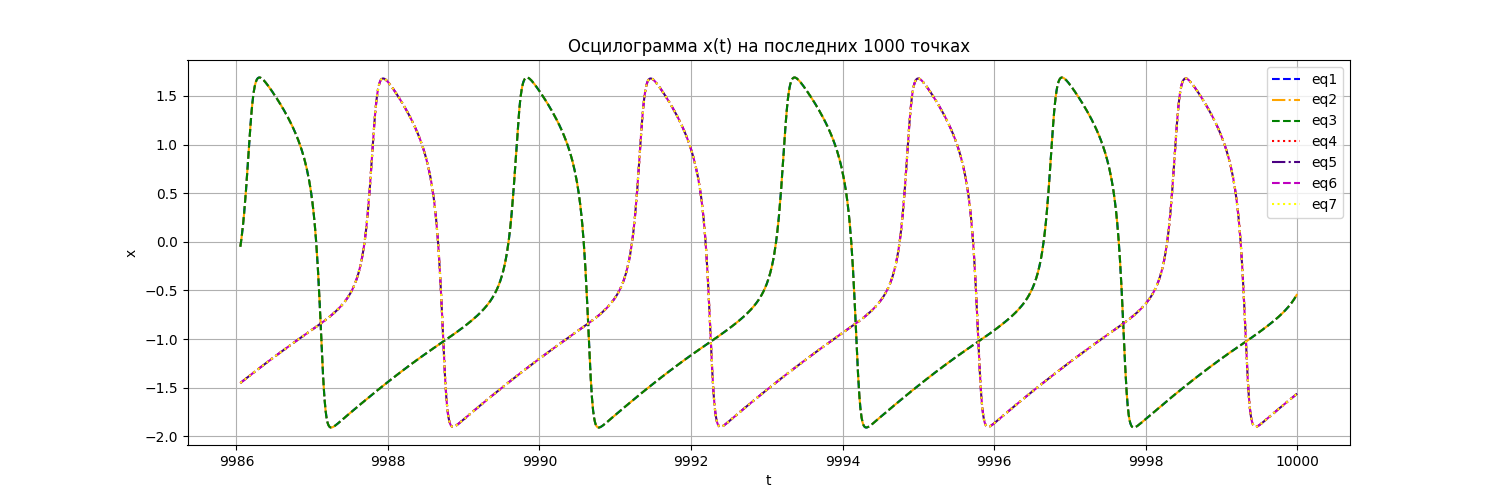 Осцилограмма x(t) на последних 1000 точках
x
1.5
1.0
0.5
0.0
−0.5
−1.0
−1.5
−2.0
eq1
eq2
eq3
eq4
eq5
eq6
eq7
9986
9988
9990
9992
9994
9996
9998
10000
t